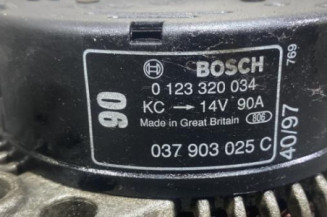 BOSCH
0 123 320 034
KC → 14V 90A
Made in Great Britain 806
037 903 025 C
90
40/97
769